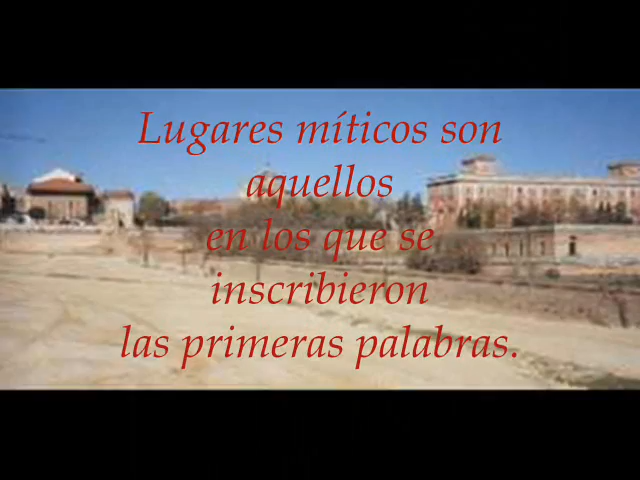 Lugares míticos son
aquellos
en los que se
inscribieron
las primeras palabras.